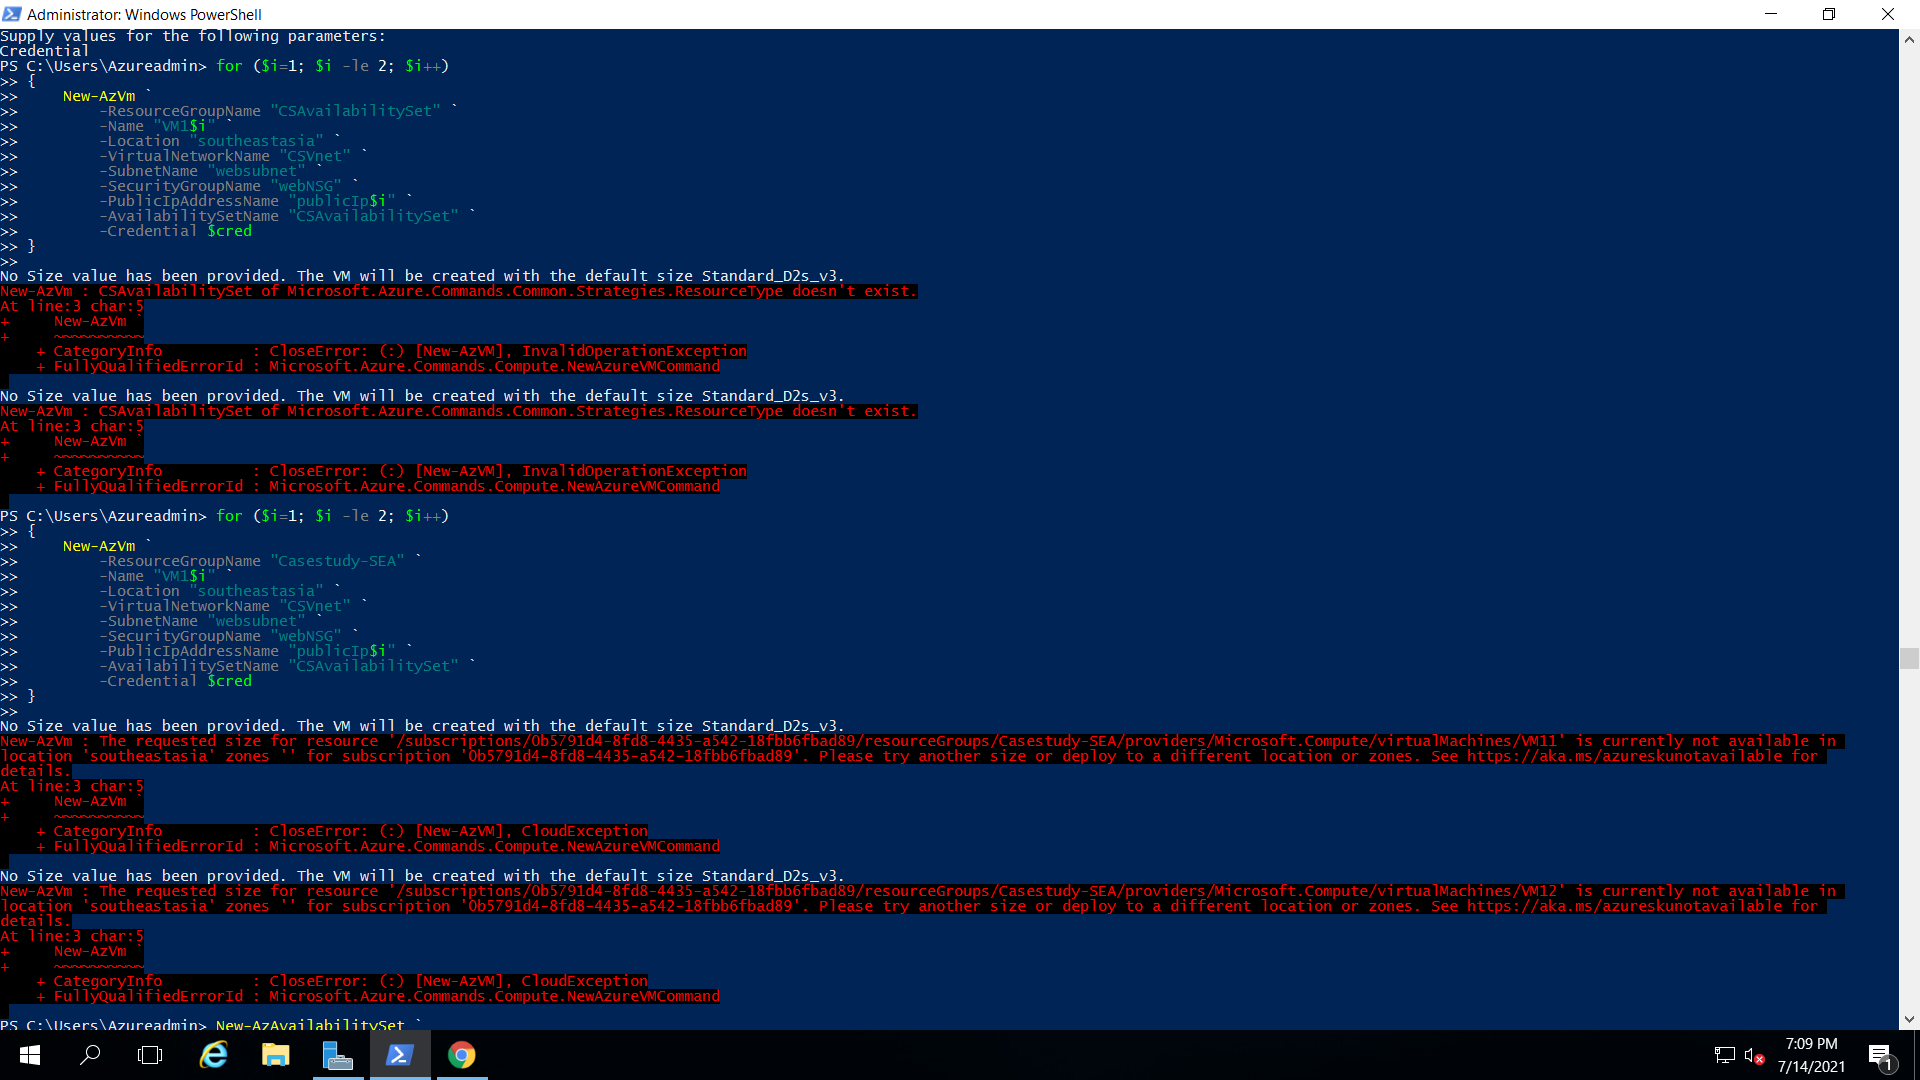 Administrator: Windows PowerShell
Supply values for the following parameters:
Credential
PS C:\Users\Azureadmin> for ($i=1; $i -le 2; $i++)
>> {
>>     New-AzVm `
>>         -ResourceGroupName "CSAvailabilitySet" `
>>         -Name "VM1$i" `
>>         -Location "southeastasia" `
>>         -VirtualNetworkName "CSVnet" `
>>         -SubnetName "websubnet" `
>>         -SecurityGroupName "webNSG" `
>>         -PublicIpAddressName "publicIp$i" `
>>         -AvailabilitySetName "CSAvailabilitySet" `
>>         -Credential $cred
>> }
>>
No Size value has been provided. The VM will be created with the default size Standard_D2s_v3.
New-AzVm : CSAvailabilitySet of Microsoft.Azure.Commands.Common.Strategies.ResourceType doesn't exist.
At line:3 char:5
+     New-AzVm `
+     ~~~~~~~~~~
    + CategoryInfo          : CloseError: (:) [New-AzVM], InvalidOperationException
    + FullyQualifiedErrorId : Microsoft.Azure.Commands.Compute.NewAzureVMCommand
No Size value has been provided. The VM will be created with the default size Standard_D2s_v3.
New-AzVm : CSAvailabilitySet of Microsoft.Azure.Commands.Common.Strategies.ResourceType doesn't exist.
At line:3 char:5
+     New-AzVm `
+     ~~~~~~~~~~
    + CategoryInfo          : CloseError: (:) [New-AzVM], InvalidOperationException
    + FullyQualifiedErrorId : Microsoft.Azure.Commands.Compute.NewAzureVMCommand
PS C:\Users\Azureadmin> for ($i=1; $i -le 2; $i++)
>> {
>>     New-AzVm `
>>         -ResourceGroupName "Casestudy-SEA" `
>>         -Name "VM1$i" `
>>         -Location "southeastasia" `
>>         -VirtualNetworkName "CSVnet" `
>>         -SubnetName "websubnet" `
>>         -SecurityGroupName "webNSG" `
>>         -PublicIpAddressName "publicIp$i" `
>>         -AvailabilitySetName "CSAvailabilitySet" `
>>         -Credential $cred
>> }
>>
No Size value has been provided. The VM will be created with the default size Standard_D2s_v3.
New-AzVm : The requested size for resource '/subscriptions/0b5791d4-8fd8-4435-a542-18fbb6fbad89/resourceGroups/Casestudy-SEA/providers/Microsoft.Compute/virtualMachines/VM11' is currently not available in
location 'southeastasia' zones '' for subscription '0b5791d4-8fd8-4435-a542-18fbb6fbad89'. Please try another size or deploy to a different location or zones. See https://aka.ms/azureskunotavailable for
details.
At line:3 char:5
+     New-AzVm `
+     ~~~~~~~~~~
    + CategoryInfo          : CloseError: (:) [New-AzVM], CloudException
    + FullyQualifiedErrorId : Microsoft.Azure.Commands.Compute.NewAzureVMCommand
No Size value has been provided. The VM will be created with the default size Standard_D2s_v3.
New-AzVm : The requested size for resource '/subscriptions/0b5791d4-8fd8-4435-a542-18fbb6fbad89/resourceGroups/Casestudy-SEA/providers/Microsoft.Compute/virtualMachines/VM12' is currently not available in
location 'southeastasia' zones '' for subscription '0b5791d4-8fd8-4435-a542-18fbb6fbad89'. Please try another size or deploy to a different location or zones. See https://aka.ms/azureskunotavailable for
details.
At line:3 char:5
+     New-AzVm `
+     ~~~~~~~~~~
    + CategoryInfo          : CloseError: (:) [New-AzVM], CloudException
    + FullyQualifiedErrorId : Microsoft.Azure.Commands.Compute.NewAzureVMCommand
PS C:\Users\Azureadmin> New-AzAvailabilitySet `
7:09 PM
7/14/2021
1